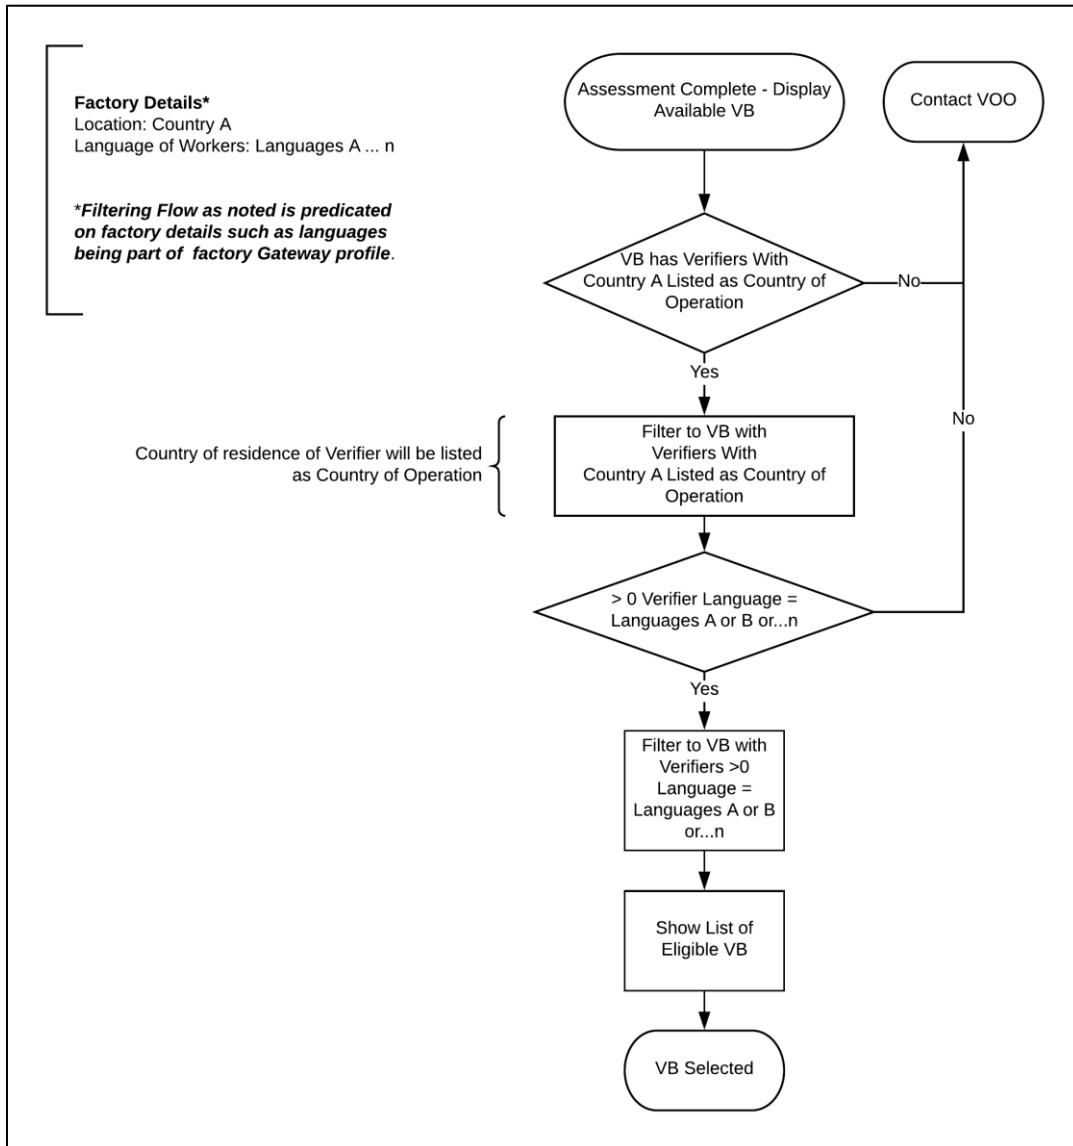 Factory Details*
Location: Country A
Language of Workers: Languages A ... n
*Filtering Flow as noted is predicated
on factory details such as languages
being part of  factory Gateway profile.
Assessment Complete - Display
Available VB
Contact VOO
VB has Verifiers With
Country A Listed as Country of
Operation
No
Yes
Filter to VB with
Verifiers With
Country A Listed as Country of
Operation
Country of residence of Verifier will be listed
as Country of Operation
No
> 0 Verifier Language =
Languages A or B or...n
Yes
Filter to VB with
Verifiers >0
Language =
Languages A or B
or...n
Show List of
Eligible VB
VB Selected